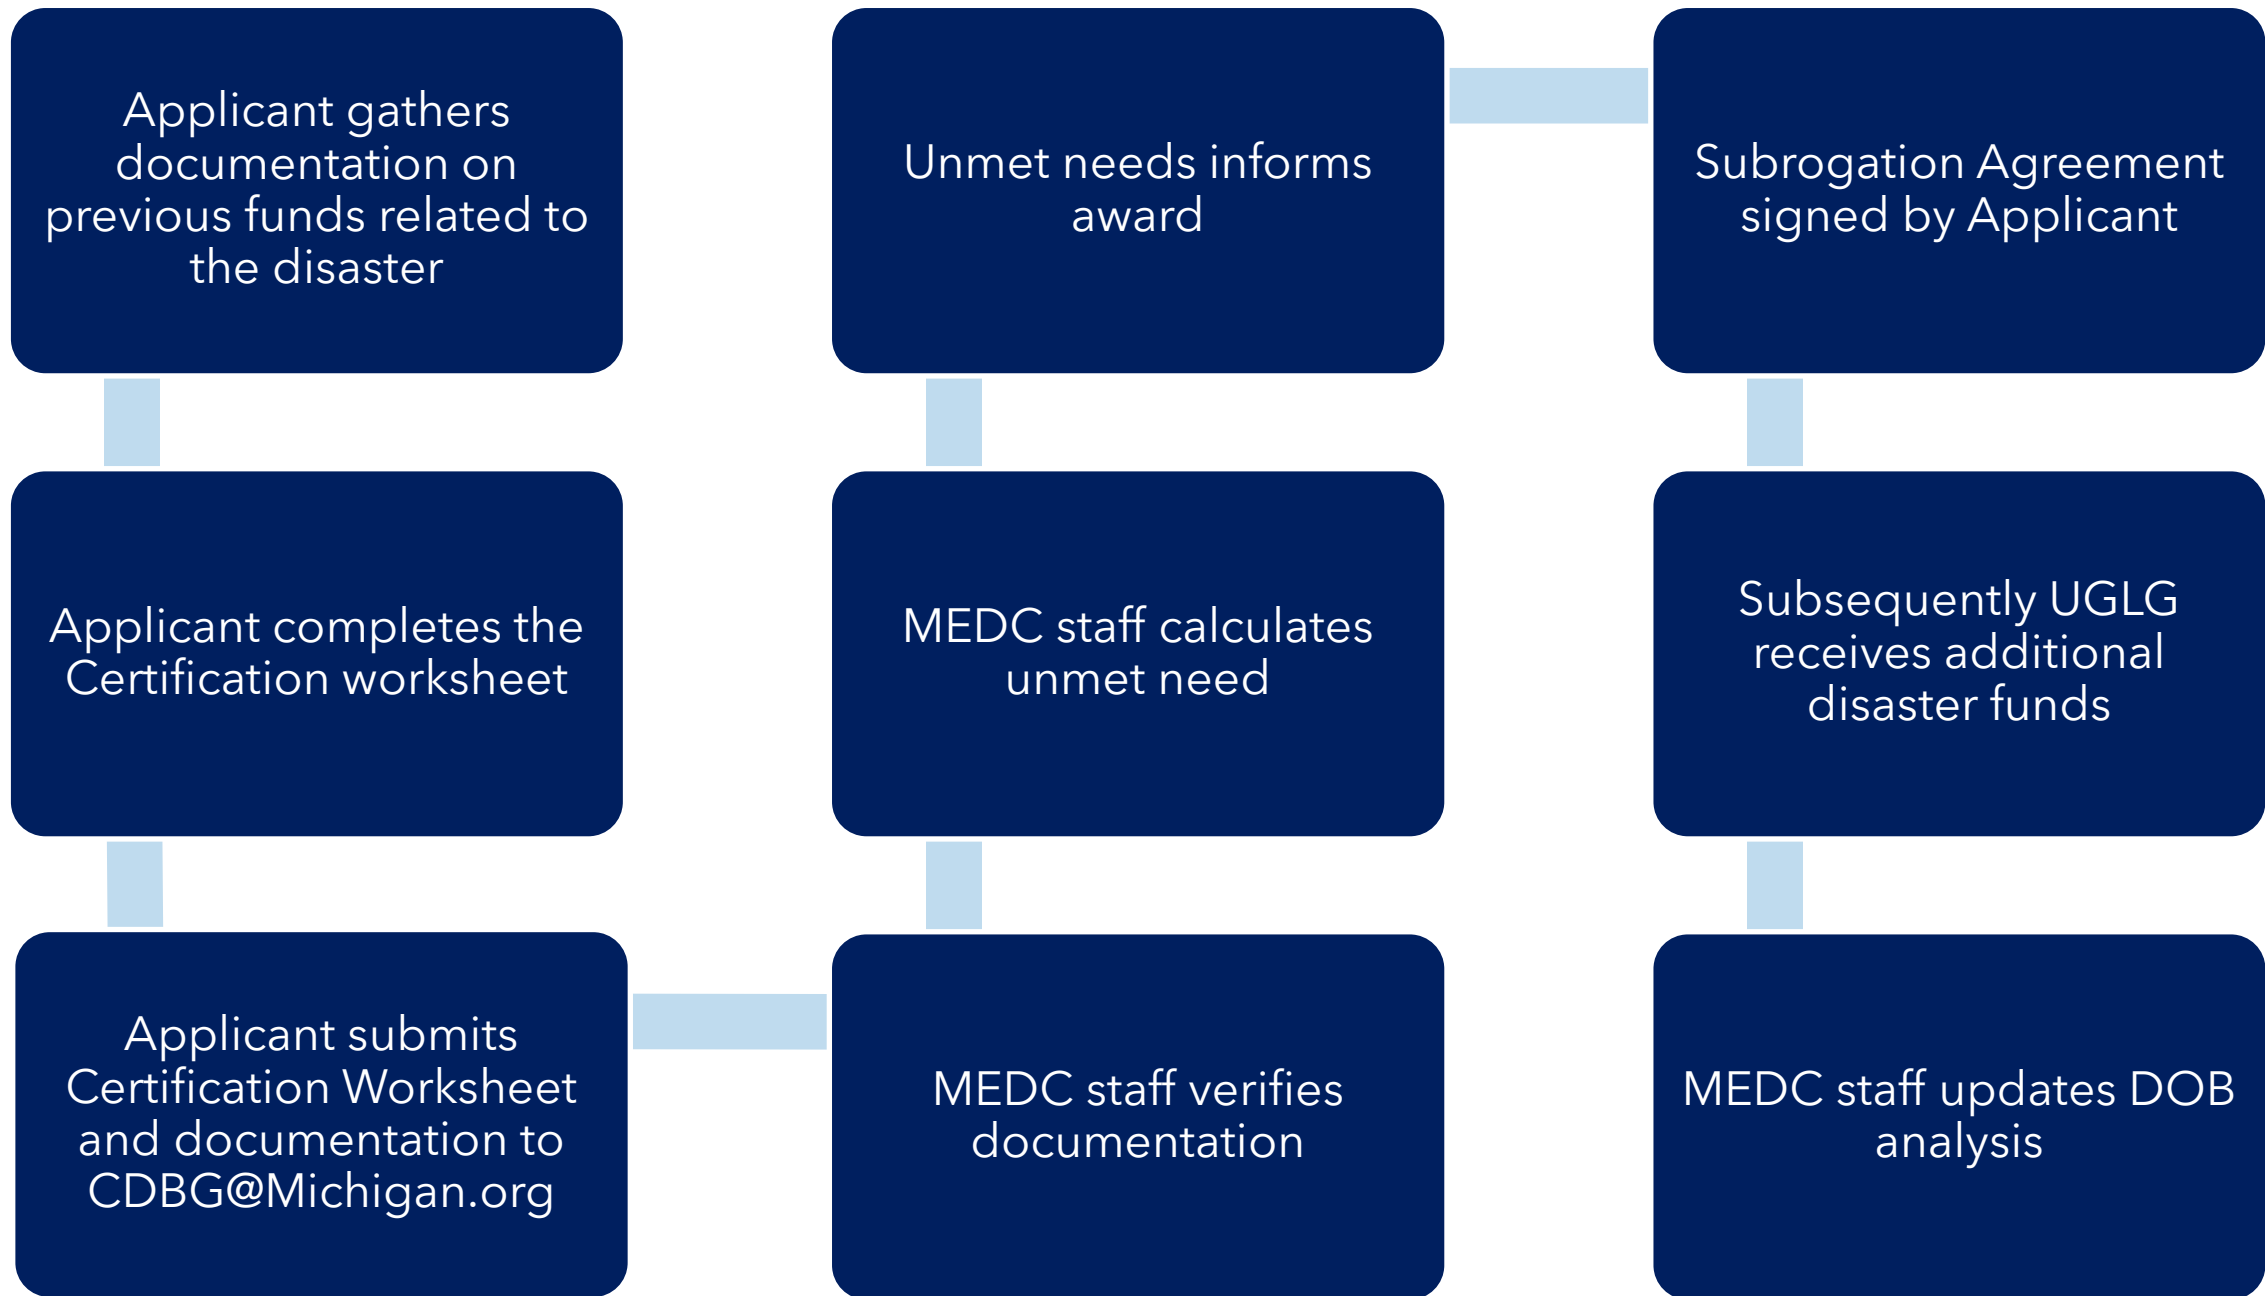 Applicant gathers
documentation on
previous funds related to
the disaster
Applicant completes the
Certification worksheet
Applicant submits
Certification Worksheet
and documentation to
CDBG@Michigan.org
MEDC staff verifies
documentation
MEDC staff calculates
unmet need
Unmet needs informs
award
Subrogation Agreement
signed by Applicant
Subsequently UGLG
receives additional
disaster funds
MEDC staff updates DOB
analysis